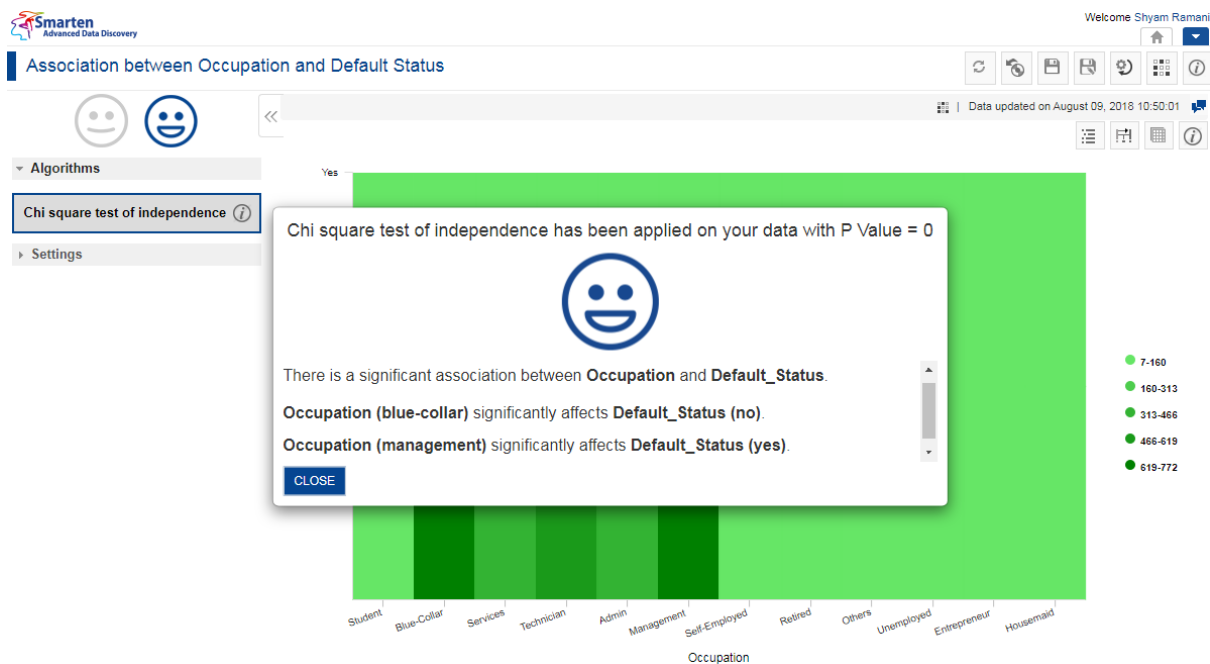 Smarten
Advanced Data Discovery
Welcome Shyam Ramani
Association between Occupation and Default Status
Data updated on August 09, 2018 10:50:01
Algorithms
Chi square test of independence
Settings
Yes
Chi square test of independence has been applied on your data with P Value = 0
There is a significant association between Occupation and Default_Status.
Occupation (blue-collar) significantly affects Default_Status (no).
Occupation (management) significantly affects Default_Status (yes).
CLOSE
7-160
160-313
313-466
466-619
619-772
Student
Blue-Collar
Services
Technician
Admin
Management
Self-Employed
Retired
Others
Unemployed
Entrepreneur
Housemaid
Occupation